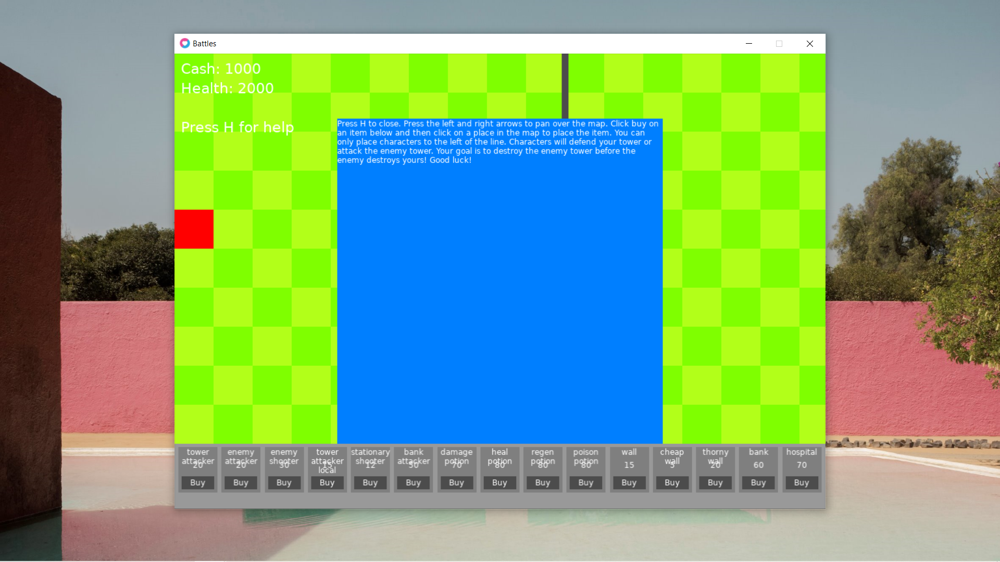 Battles
Cash: 1000
Health: 2000
Press H for help
Press H to close. Press the left and right arrows to pan over the map. Click buy on
an item below and then click on a place in the map to place the item. You can
only place characters to the left of the line. Characters will defend your tower or
attack the enemy tower. Your goal is to destroy the enemy tower before the
enemy destroys yours! Good luck!
tower
attacker
20
Buy
enemy
attacker
20
Buy
enemy
shooter
30
Buy
tower
attacker
15
local
Buy
stationary
shooter
12
Buy
bank
attacker
50
Buy
damage
potion
70
Buy
heal
potion
80
Buy
regen
potion
80
Buy
poison
potion
80
Buy
wall
15
Buy
cheap
wall
5
Buy
thorny
wall
20
Buy
bank
60
Buy
hospital
70
Buy